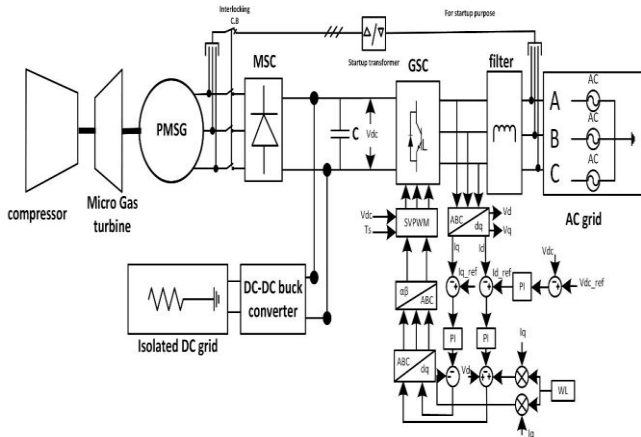 Interlocking
C.B
For startup purpose
Δ/∇
Startup transformer
MSC
GSC
filter
PMSG
C
Vdc
A
B
C
AC
AC
AC
AC grid
compressor
Micro Gas
turbine
Vdc
Ts
SVPWM
ABC
dq
Vd
Vq
Iq
Id
Isolated DC grid
DC-DC buck
converter
αβ
ABC
Iq_ref
Id_ref
PI
Vdc
Vdc_ref
PI
PI
Iq
ABC
dq
Vd
WL